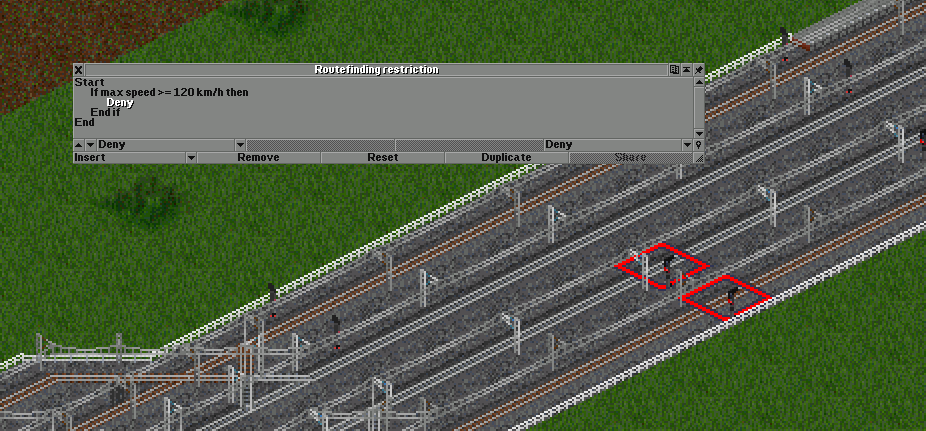 Routefinding restriction
Start
If max speed >= 120 km/h then
Deny
End if
End
Deny Deny
Insert Remove Reset Duplicate Share